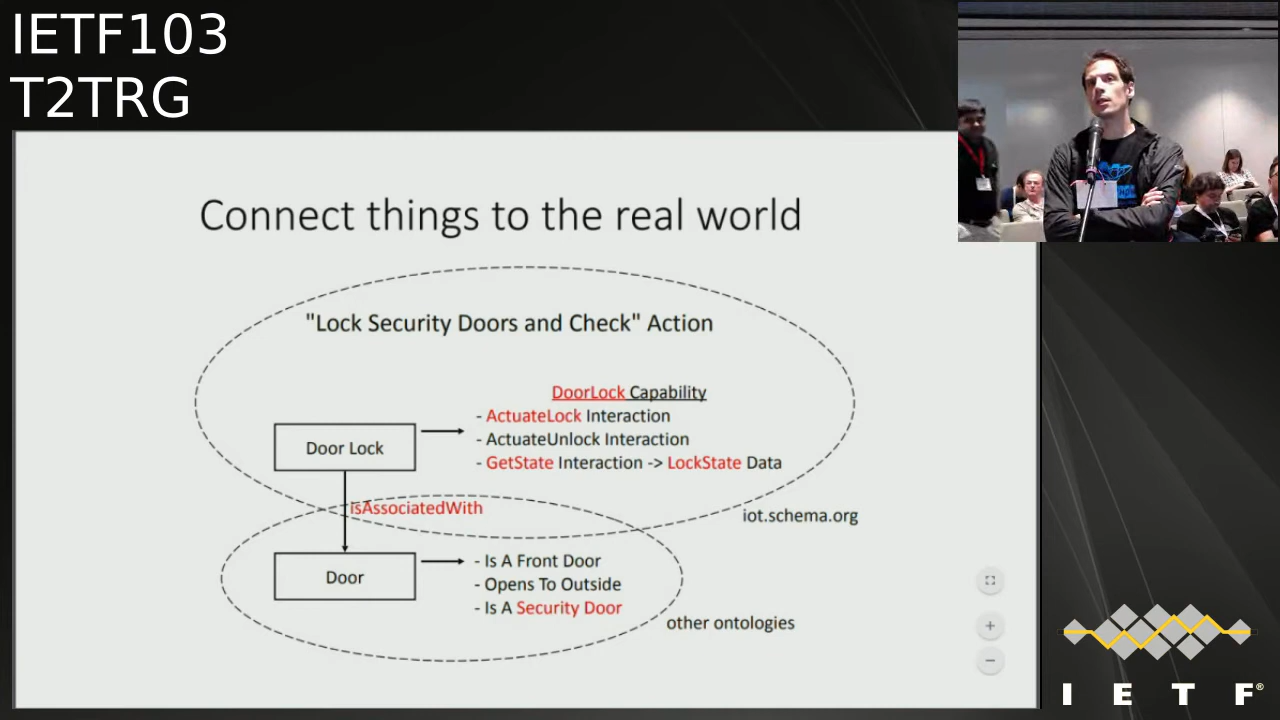 IETF103
T2TRG
Connect things to the real world
"Lock Security Doors and Check" Action
DoorLock Capability
- ActuateLock Interaction
- ActuateUnlock Interaction
- GetState Interaction -> LockState Data
Door Lock
isAssociatedWith
iot.schema.org
- Is A Front Door
- Opens To Outside
- Is A Security Door
Door
other ontologies
I E T F®